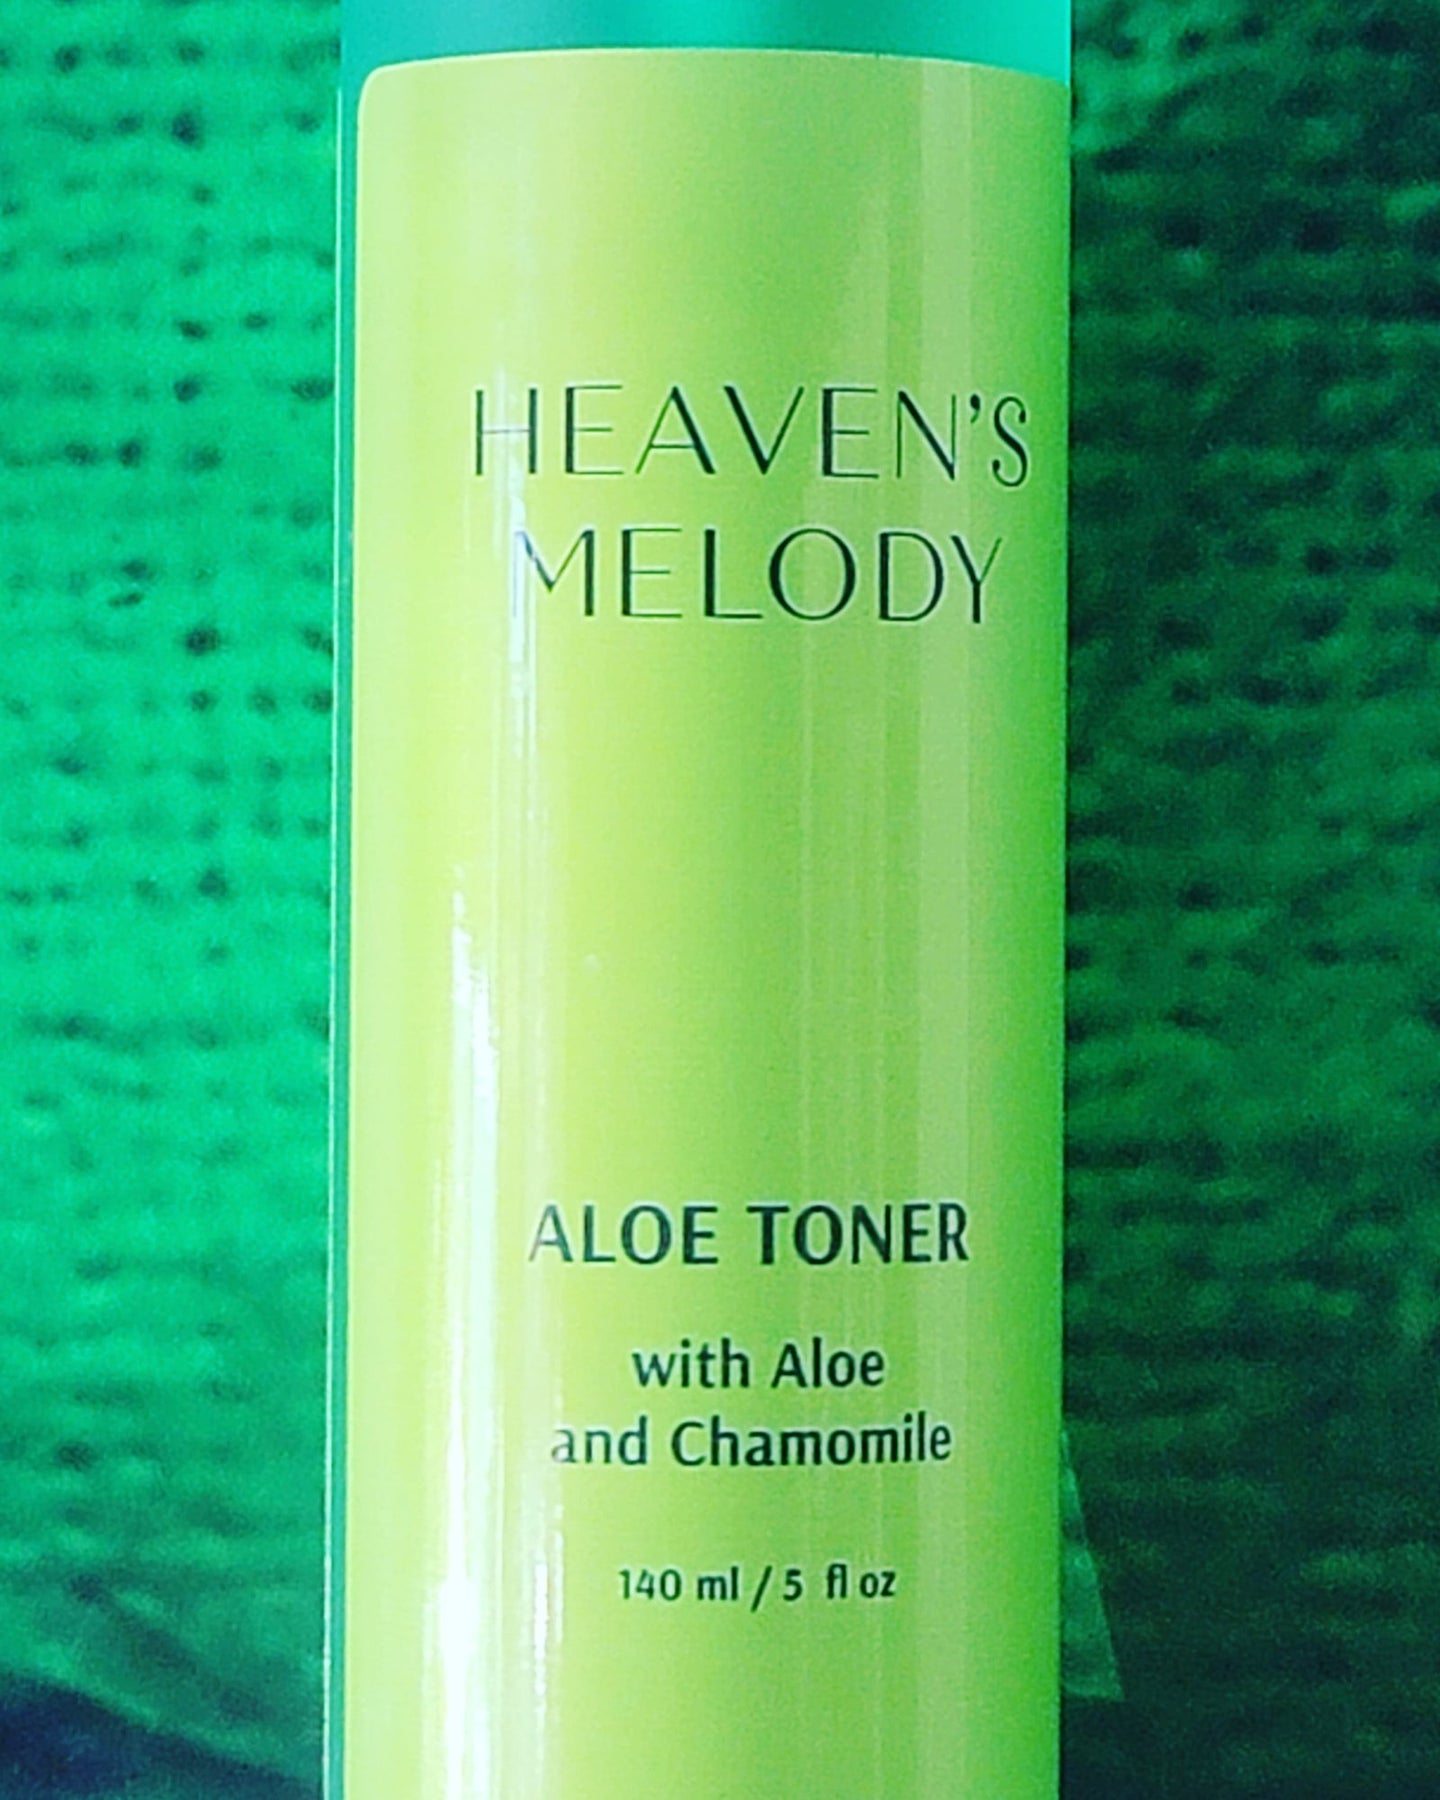 HEAVEN'S
MELODY
ALOE TONER
with Aloe
and Chamomile
140 ml / 5 fl oz